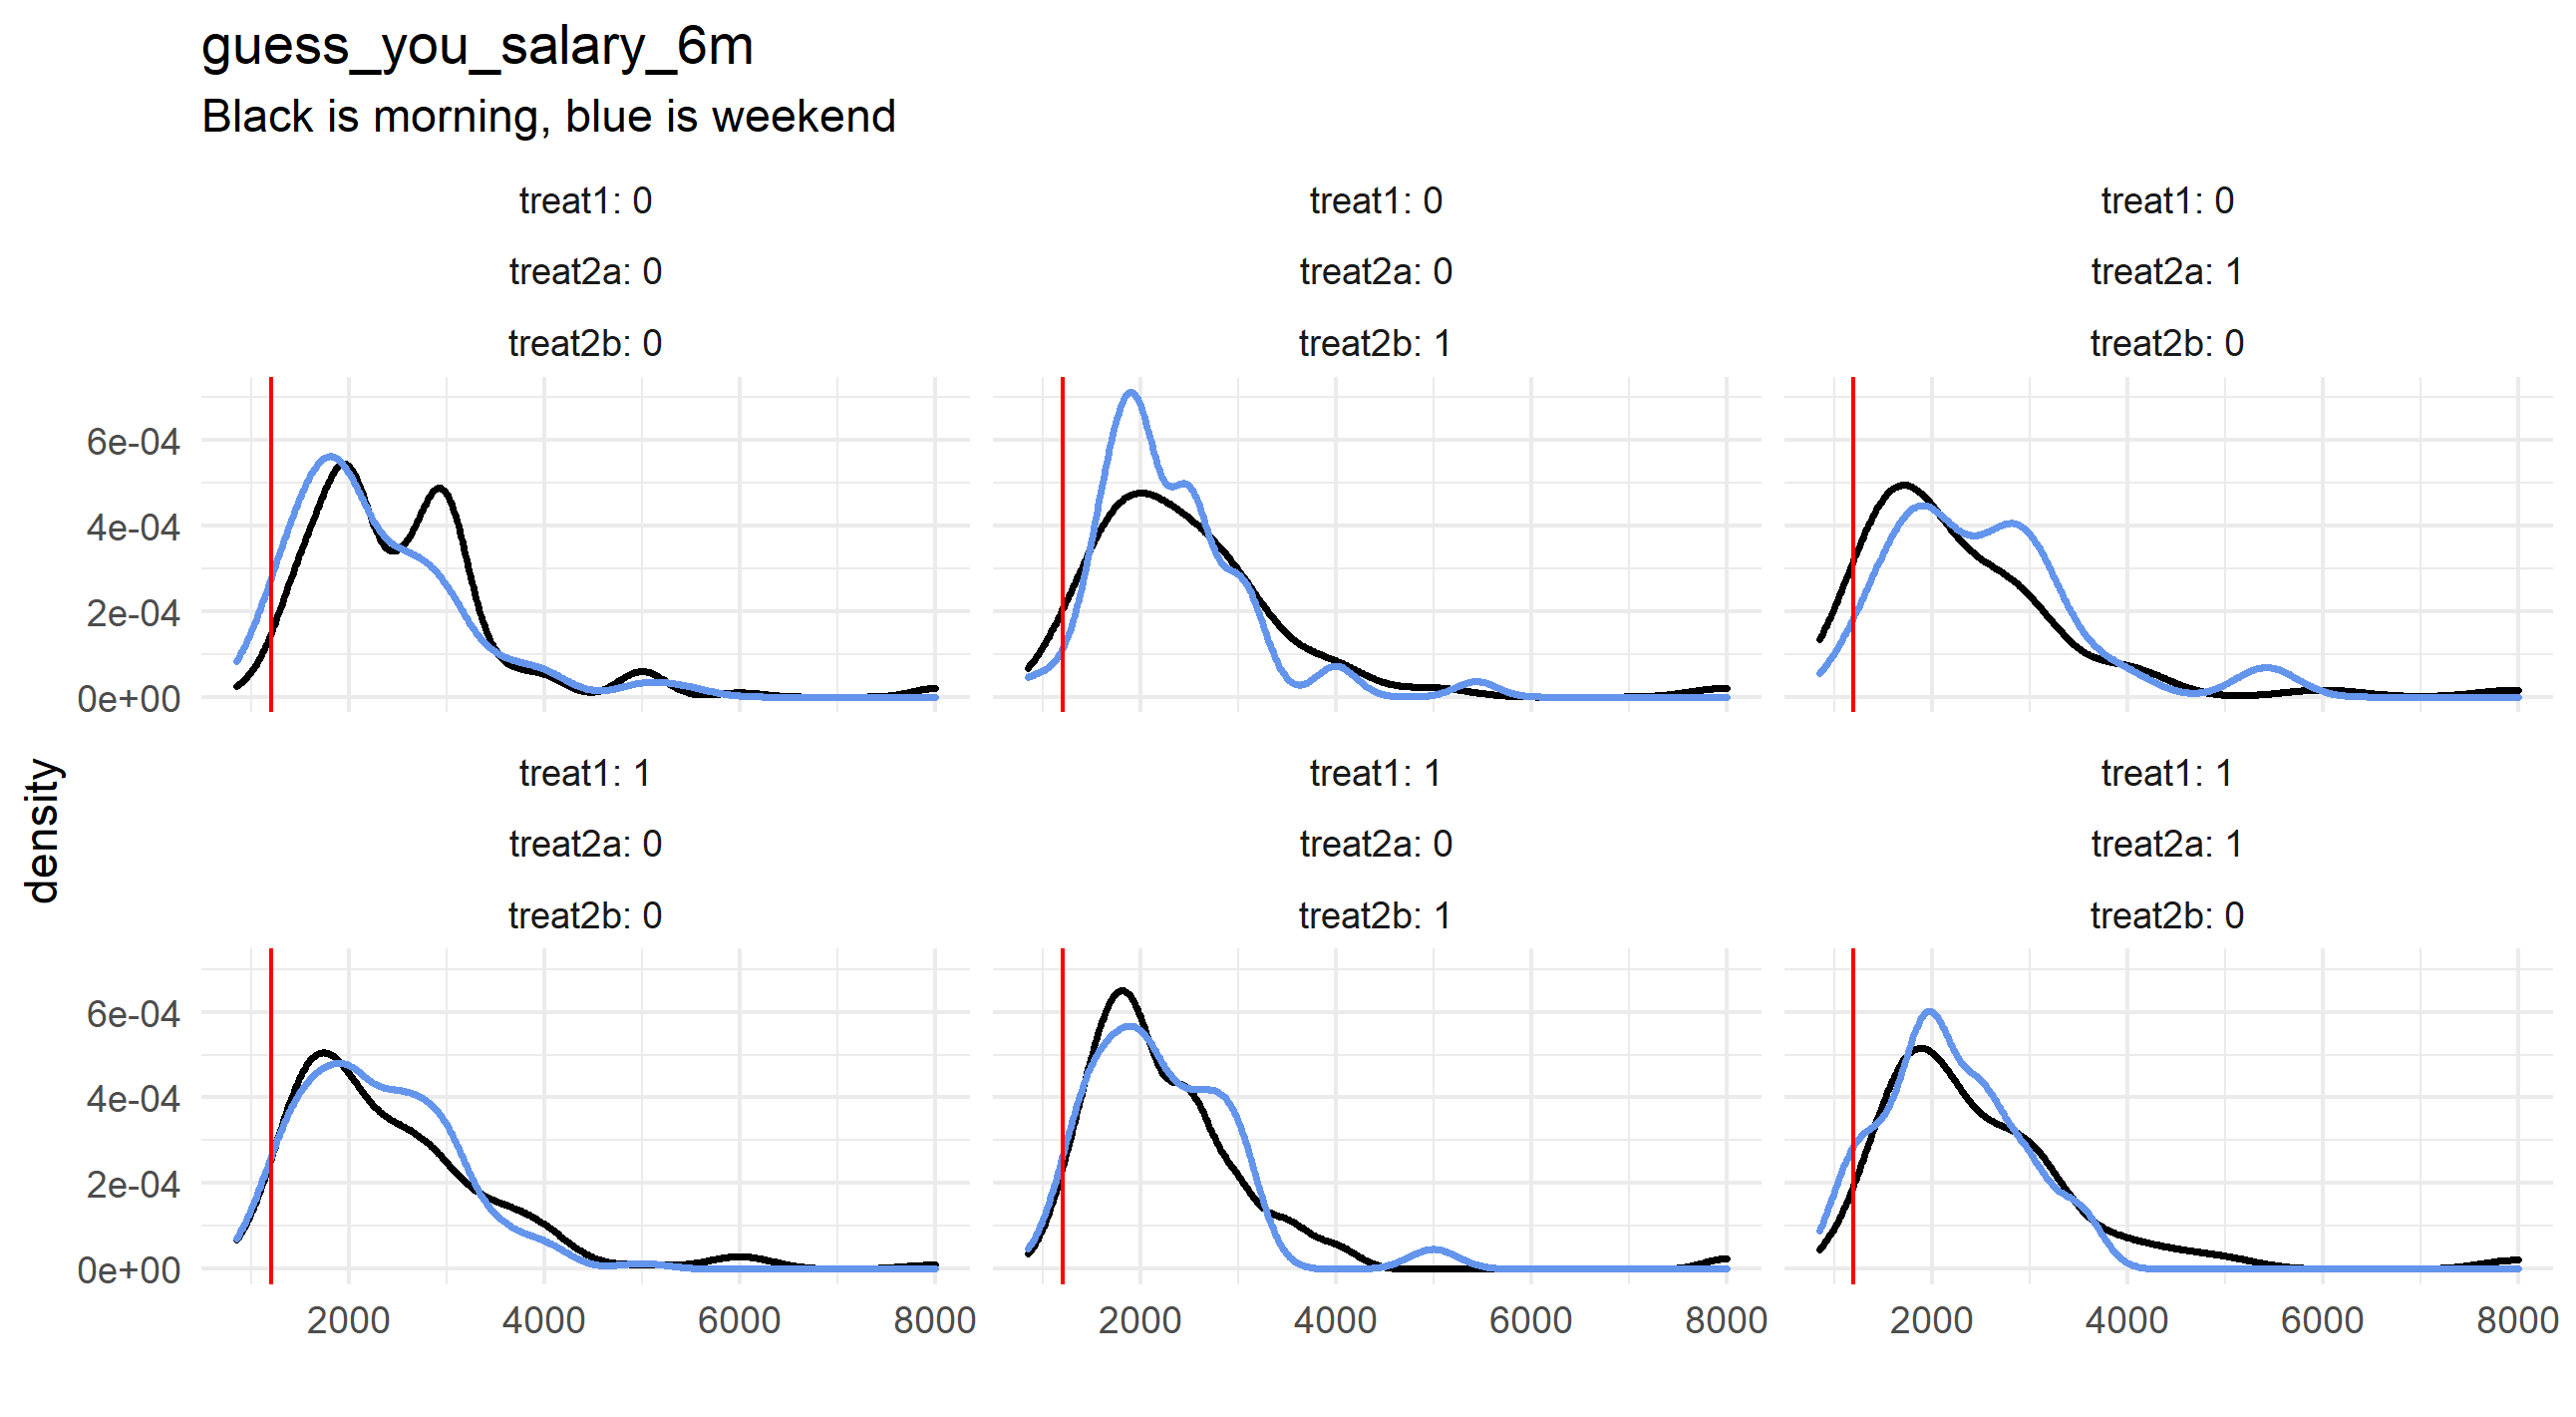 guess_you_salary_6m
Black is morning, blue is weekend
treat1: 0
treat2a: 0
treat2b: 0
treat1: 0
treat2a: 0
treat2b: 1
treat1: 0
treat2a: 1
treat2b: 0
6e-04
4e-04
2e-04
0e+00
density
treat1: 1
treat2a: 0
treat2b: 0
treat1: 1
treat2a: 0
treat2b: 1
treat1: 1
treat2a: 1
treat2b: 0
6e-04
4e-04
2e-04
0e+00
2000 4000 6000 8000
2000 4000 6000 8000
2000 4000 6000 8000